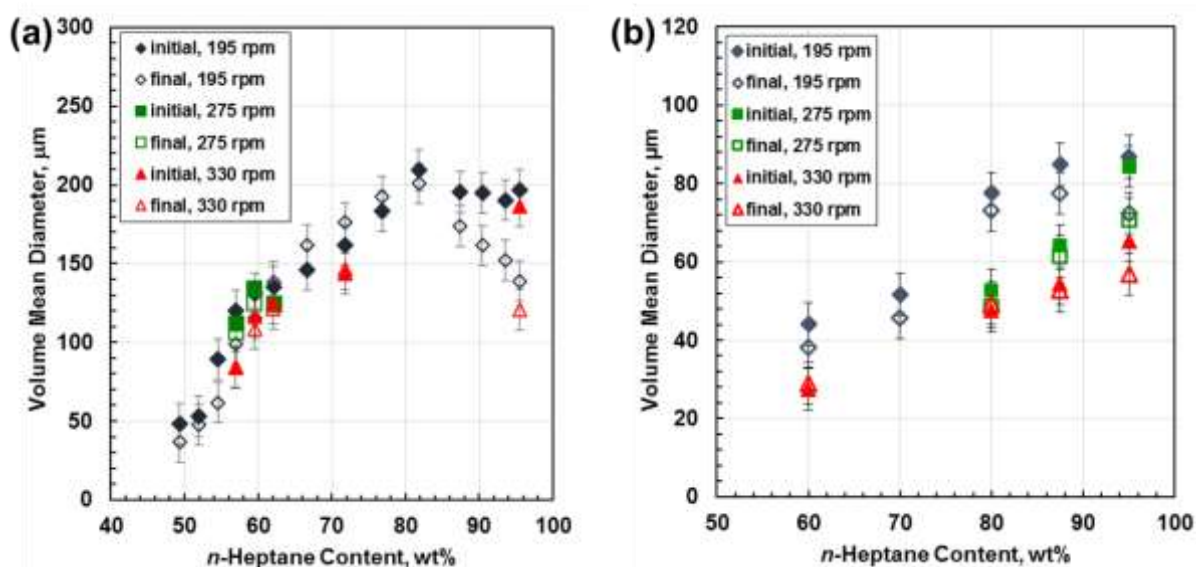 (a)
300
250
200
150
100
50
0
Volume Mean Diameter, µm
initial, 195 rpm
final, 195 rpm
initial, 275 rpm
final, 275 rpm
initial, 330 rpm
final, 330 rpm
40 50 60 70 80 90 100
n-Heptane Content, wt%
(b)
120
100
80
60
40
20
0
Volume Mean Diameter, µm
initial, 195 rpm
final, 195 rpm
initial, 275 rpm
final, 275 rpm
initial, 330 rpm
final, 330 rpm
50 60 70 80 90 100
n-Heptane Content, wt%